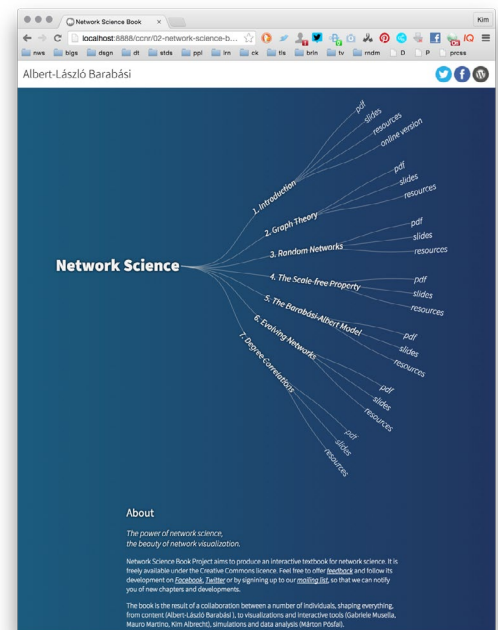 Network Science Book
Kim
localhost:8888/ccnr/02-network-science-b...
nws bigs dsgn dt stds ppl lrn ck tls brln tv rndm D P prcss
Albert-László Barabási
Network Science
1. Introduction
pdf
slides
resources
online version
2. Graph Theory
pdf
slides
resources
3. Random Networks
pdf
slides
resources
4. The Scale-free Property
pdf
slides
resources
5. The Barabási-Albert Model
pdf
slides
resources
6. Evolving Networks
pdf
slides
resources
7. Degree Correlations
pdf
slides
resources
About
The power of network science,
the beauty of network visualization.
Network Science Book Project aims to produce an interactive textbook for network science. It is
freely available under the Creative Commons licence. Feel free to offer feedback and follow its
development on Facebook, Twitter or by signining up to our mailing list, so that we can notify
you of new chapters and developments.
The book is the result of a collaboration between a number of individuals, shaping everything,
from content (Albert-László Barabási ), to visualizations and interactive tools (Gabriele Musella,
Mauro Martino, Kim Albrecht), simulations and data analysis (Márton Pósfai).